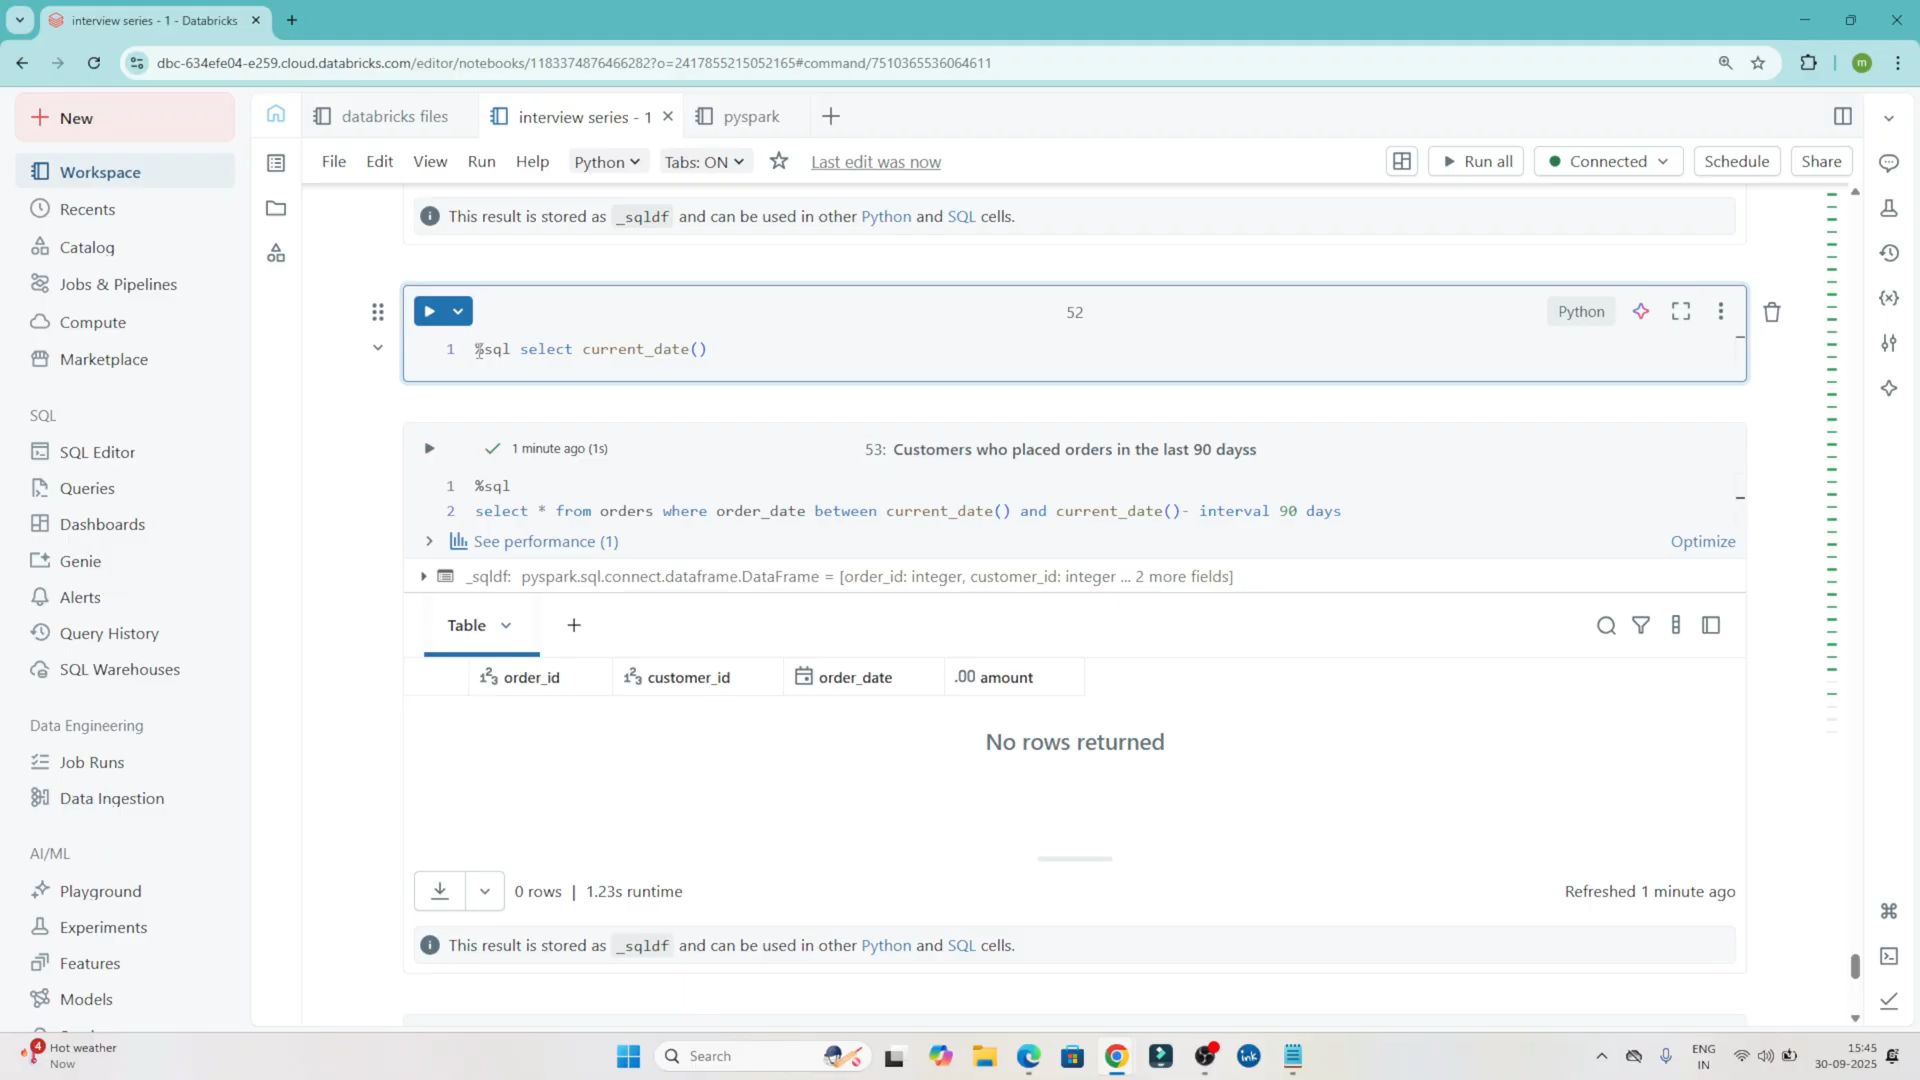 interview series - 1 - Databricks
dbc-634efe04-e259.cloud.databricks.com/editor/notebooks/1183374876466282?o=2417855215052165#command/7510365536064611
m
New
Workspace
Recents
Catalog
Jobs & Pipelines
Compute
Marketplace
SQL
SQL Editor
Queries
Dashboards
Genie
Alerts
Query History
SQL Warehouses
Data Engineering
Job Runs
Data Ingestion
AI/ML
Playground
Experiments
Features
Models
databricks files
interview series - 1
pyspark
File Edit View Run Help Python Tabs: ON Last edit was now
Run all Connected Schedule Share
This result is stored as _sqldf and can be used in other Python and SQL cells.
52
Python
1 %sql select current_date()
1 minute ago (1s)
53: Customers who placed orders in the last 90 dayss
1 %sql
2 select * from orders where order_date between current_date() and current_date()- interval 90 days
See performance (1)
Optimize
_sqldf: pyspark.sql.connect.dataframe.DataFrame = [order_id: integer, customer_id: integer ... 2 more fields]
Table
order_id customer_id order_date .00 amount
No rows returned
0 rows | 1.23s runtime
Refreshed 1 minute ago
This result is stored as _sqldf and can be used in other Python and SQL cells.
4
Hot weather
Now
Search
ink
ENG
IN
15:45
30-09-2025